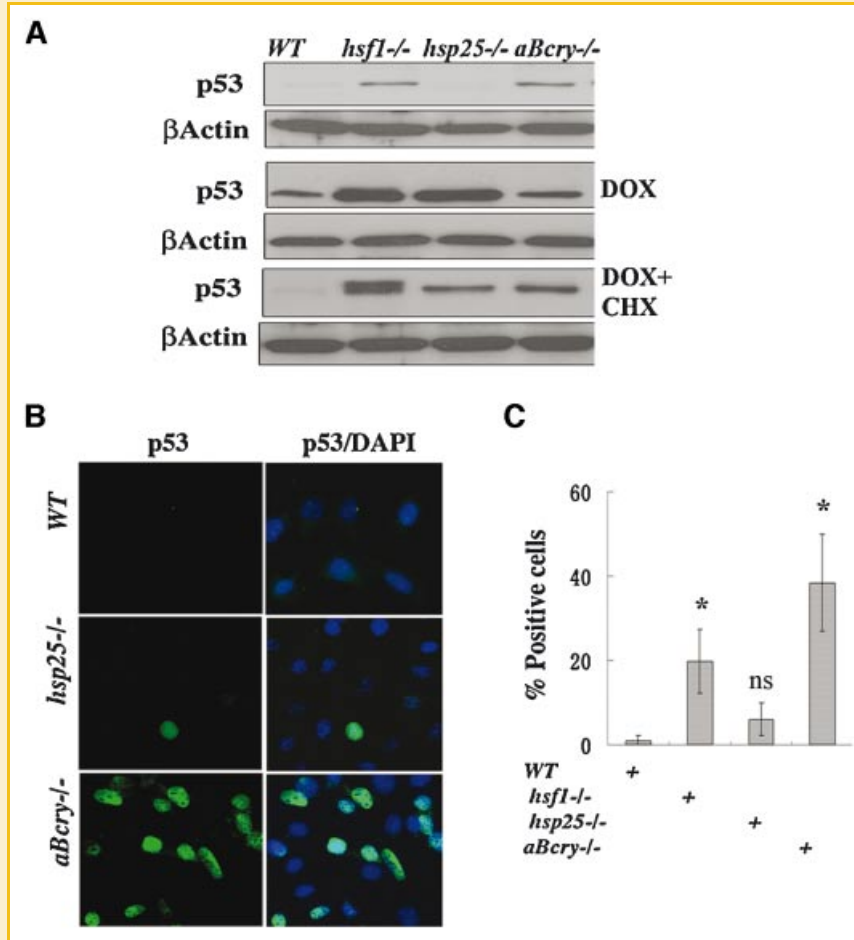 A
WT hsf1-/- hsp25-/- aBcry-/-
p53
βActin
p53 DOX
βActin
p53 DOX+
CHX
βActin
B
p53 p53/DAPI
WT
hsp25-/-
aBcry-/-
C
% Positive cells
60
40
20
0
*
ns
*
WT +
hsf1-/- +
hsp25-/- +
aBcry-/- +